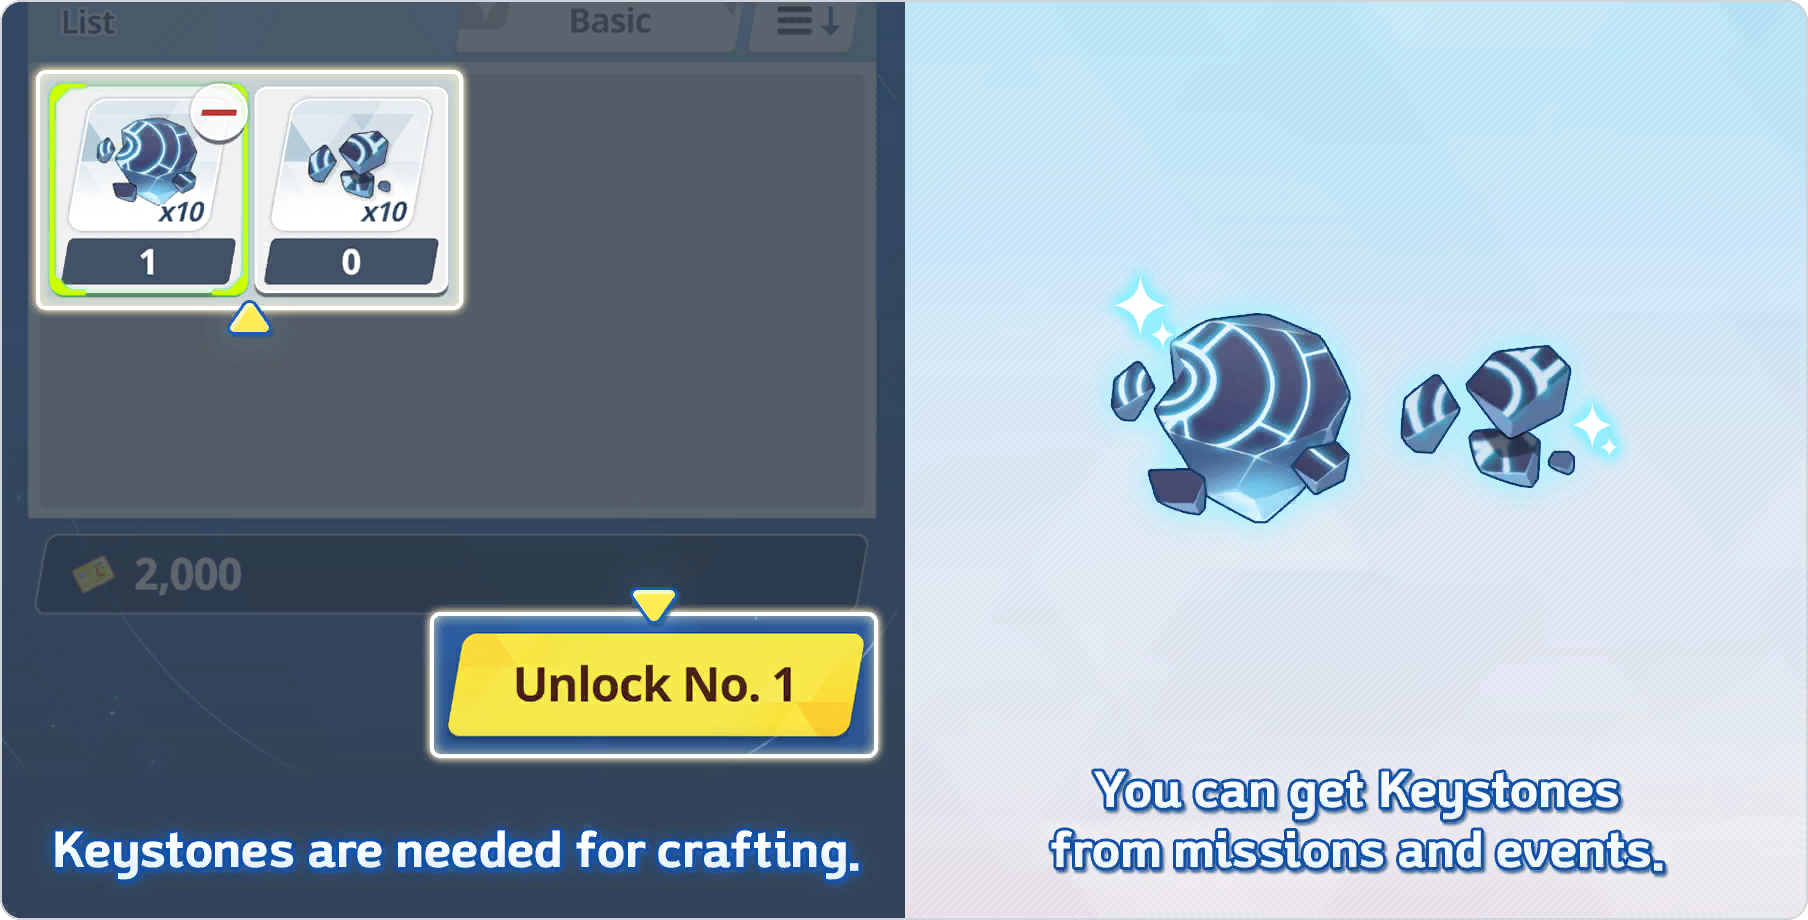 List
Basic
x10
x10
1
0
2,000
Unlock No. 1
Keystones are needed for crafting.
You can get Keystones
from missions and events.